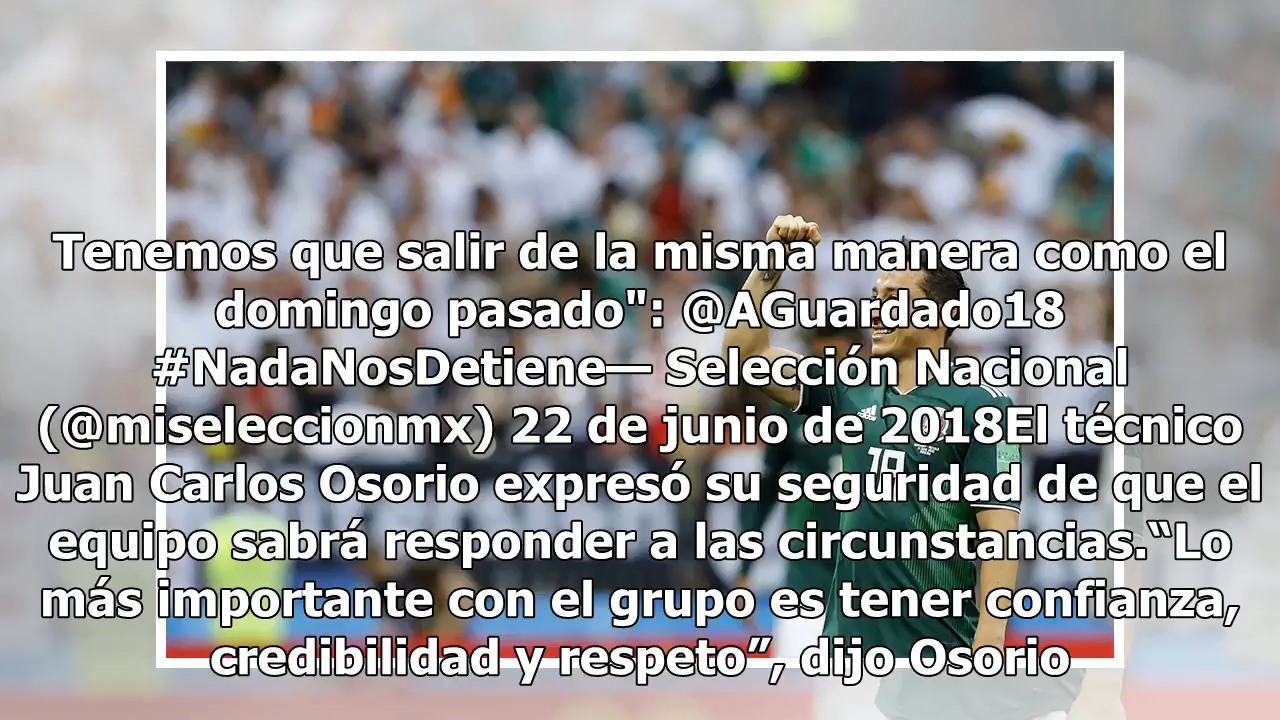 Tenemos que salir de la misma manera como el
domingo pasado": @AGuardado18
#NadaNosDetiene— Selección Nacional
(@miseleccionmx) 22 de junio de 2018El técnico
Juan Carlos Osorio expresó su seguridad de que el
equipo sabrá responder a las circunstancias.“Lo
más importante con el grupo es tener confianza,
credibilidad y respeto”, dijo Osorio
adidas
18